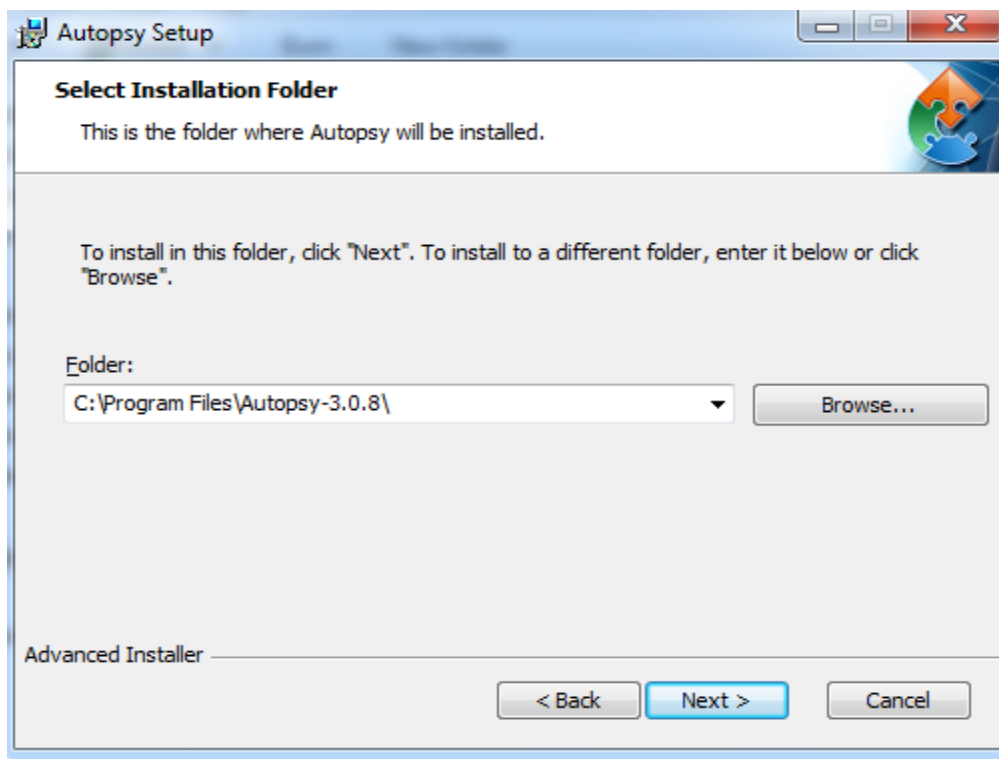 Autopsy Setup
Select Installation Folder
This is the folder where Autopsy will be installed.
To install in this folder, click "Next". To install to a different folder, enter it below or click
"Browse".
Folder:
C:\Program Files\Autopsy-3.0.8\
Browse...
Advanced Installer
< Back
Next >
Cancel